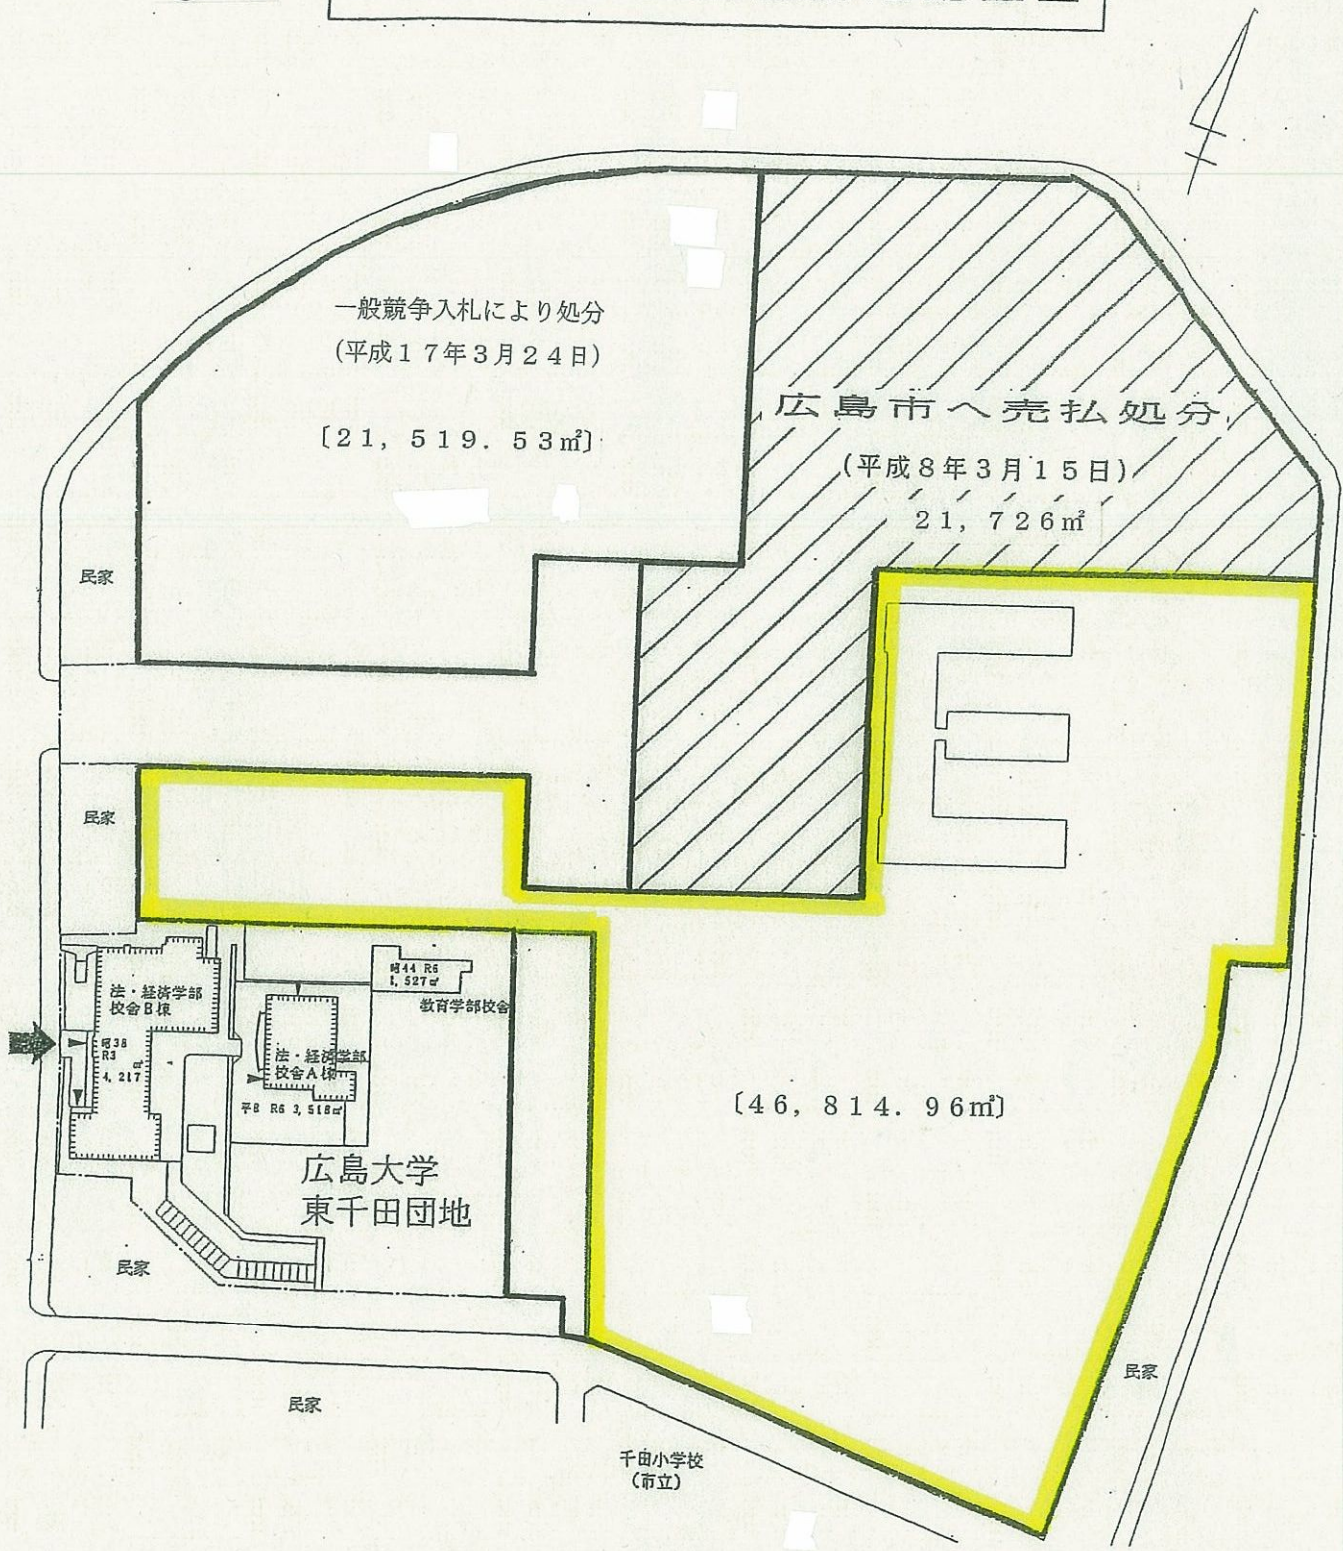 一般競争入札により処分
(平成17年3月24日)
〔21,519.53㎡〕
広島市へ売払処分
(平成8年3月15日)
21,726㎡
民家
民家
昭44 R6
1,527㎡
教育学部校舎
法・経済学部
校舎B棟
昭38
R3
㎡
4,217
法・経済学部
校舎A棟
平8 R6 3,518㎡
〔46,814.96㎡〕
広島大学
東千田団地
民家
民家
民家
千田小学校
(市立)